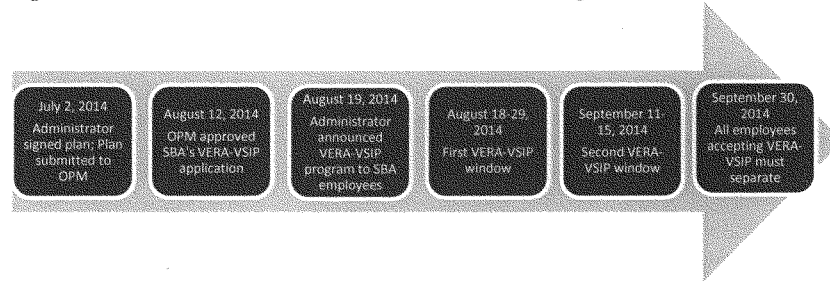 July 2, 2014
Administrator
signed plan; Plan
submitted to
OPM
August 12, 2014
OPM approved
SBA's VERA-VSIP
application
August 19, 2014
Administrator
announced
VERA-VSIP
program to SBA
employees
August 18-29,
2014
First VERA-VSIP
window
September 11-
15, 2014
Second VERA-
VSIP window
September 30,
2014
All employees
accepting VERA-
VSIP must
separate